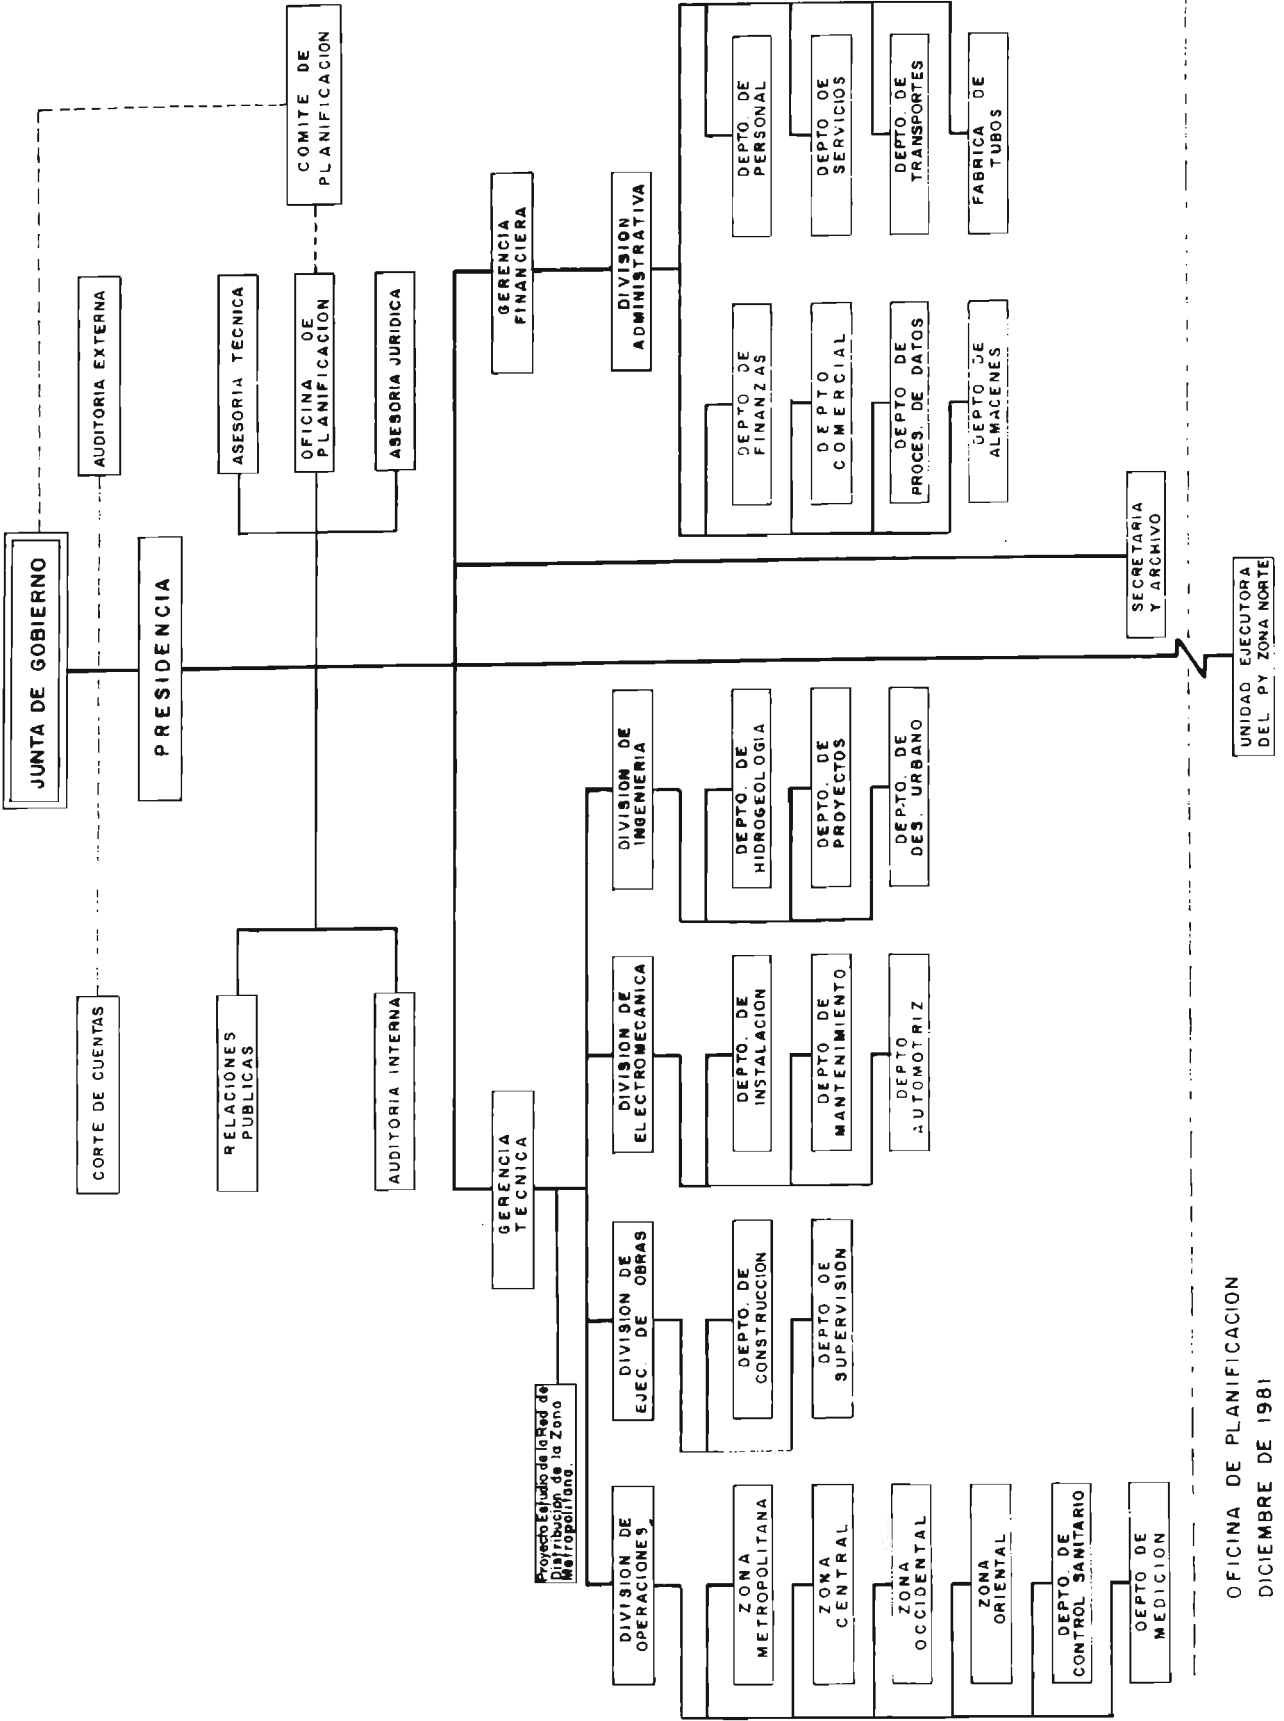 JUNTA DE GOBIERNO
CORTE DE CUENTAS
AUDITORIA EXTERNA
PRESIDENCIA
COMITE DE
PLANIFICACION
RELACIONES
PUBLICAS
ASESORIA TECNICA
OFICINA DE
PLANIFICACION
AUDITORIA INTERNA
ASESORIA JURIDICA
GERENCIA
TECNICA
GERENCIA
FINANCIERA
Proyecto Estudio de la Red de
Distribucion de la Zona
Metropolitana.
DIVISION DE
OPERACIONES
DIVISION DE
EJEC. DE OBRAS
DIVISION DE
ELECTROMECANICA
DIVISION DE
INGENIERIA
DIVISION
ADMINISTRATIVA
ZONA
METROPOLITANA
DEPTO. DE
CONSTRUCCION
DEPTO. DE
INSTALACION
DEPTO. DE
HIDROGEOLOGIA
DEPTO DE
FINANZAS
DEPTO. DE
PERSONAL
ZONA
CENTRAL
DEPTO DE
SUPERVISION
DEPTO DE
MANTENIMIENTO
DEPTO. DE
PROYECTOS
DEPTO
COMERCIAL
DEPTO DE
SERVICIOS
ZONA
OCCIDENTAL
DEPTO
AUTOMOTRIZ
DEPTO. DE
DES. URBANO
DEPTO DE
PROCES. DE DATOS
DEPTO. DE
TRANSPORTES
ZONA
ORIENTAL
DEPTO DE
ALMACENES
FABRICA DE
TUBOS
DEPTO. DE
CONTROL SANITARIO
DEPTO DE
MEDICION
SECRETARIA
Y ARCHIVO
UNIDAD EJECUTORA
DEL PY ZONA NORTE
OFICINA DE PLANIFICACION
DICIEMBRE DE 1981